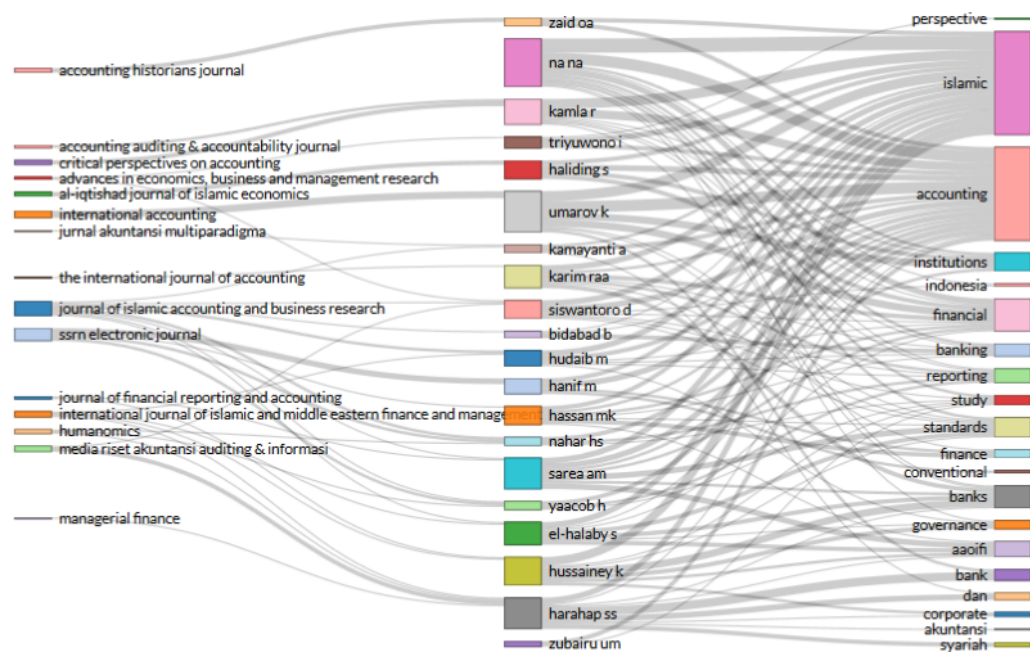 accounting historians journal
accounting auditing & accountability journal
critical perspectives on accounting
advances in economics, business and management research
al-iqtishad journal of islamic economics
international accounting
jurnal akuntansi multiparadigma
the international journal of accounting
journal of islamic accounting and business research
ssrn electronic journal
journal of financial reporting and accounting
international journal of islamic and middle eastern finance and management
humanomics
media riset akuntansi auditing & informasi
managerial finance
zaid oa
na na
kamla r
triyuwono i
haliding s
umarov k
kamayanti a
karim raa
siswantoro d
bidabad b
hudaib m
hanif m
hassan mk
nahar hs
sarea am
yaacob h
el-halaby s
hussainey k
harahap ss
zubairu um
perspective
islamic
accounting
institutions
indonesia
financial
banking
reporting
study
standards
finance
conventional
banks
governance
aaoifi
bank
dan
corporate
akuntansi
syariah